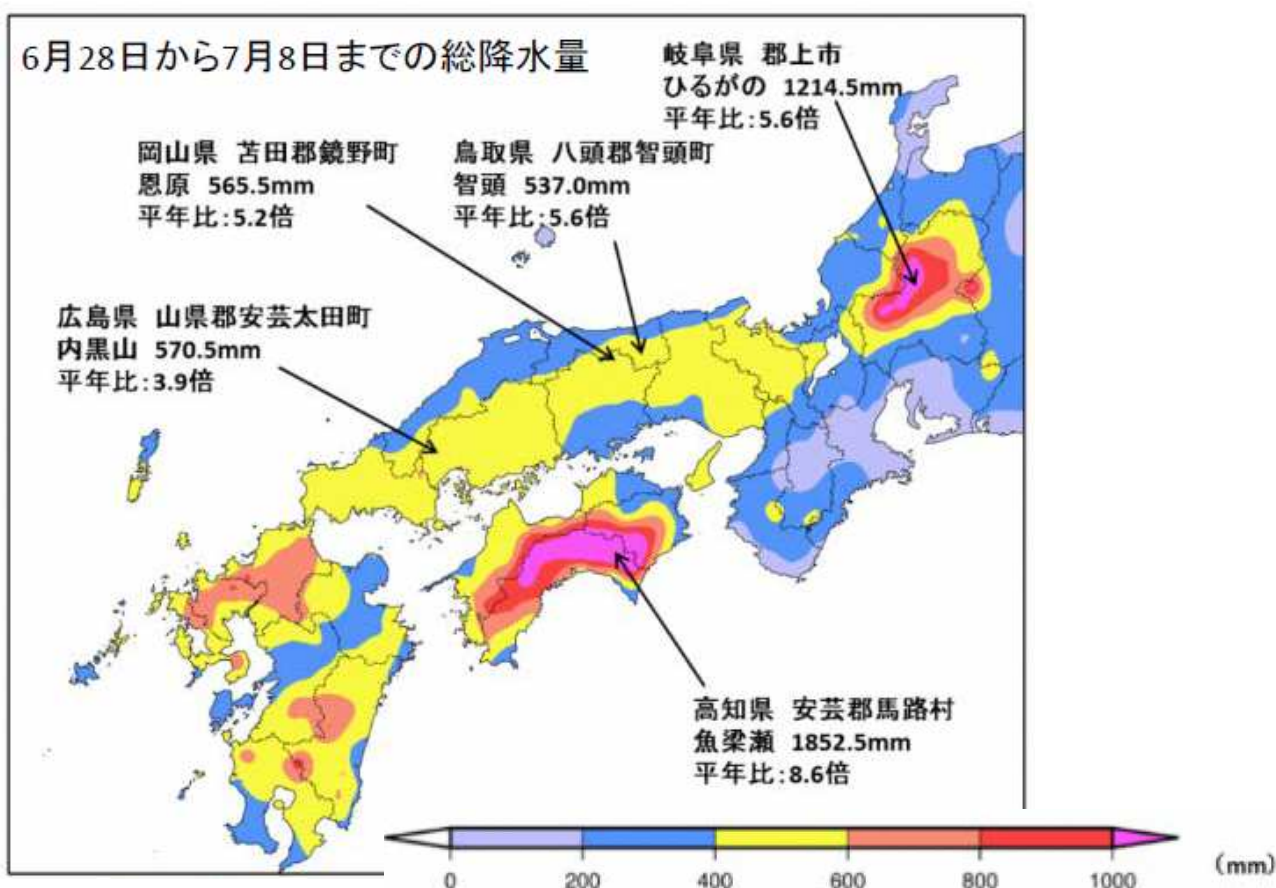 6月28日から7月8日までの総降水量
岐阜県 郡上市
ひるがの 1214.5mm
平年比:5.6倍
岡山県 苫田郡鏡野町
恩原 565.5mm
平年比:5.2倍
鳥取県 八頭郡智頭町
智頭 537.0mm
平年比:5.6倍
広島県 山県郡安芸太田町
内黒山 570.5mm
平年比:3.9倍
高知県 安芸郡馬路村
魚梁瀬 1852.5mm
平年比:8.6倍
0 200 400 600 800 1000 (mm)